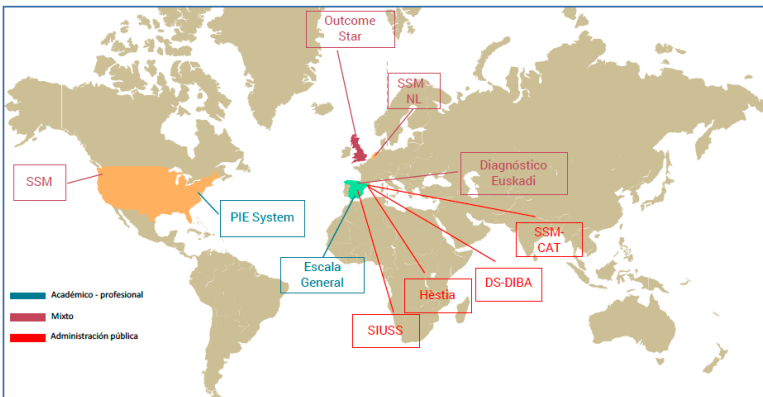 Outcome
Star
SSM -
NL
SSM
Diagnóstico
Euskadi
PIE System
SSM-
CAT
Escala
General
DS-DIBA
Hèstia
SIUSS
Académico - profesional
Mixto
Administración pública